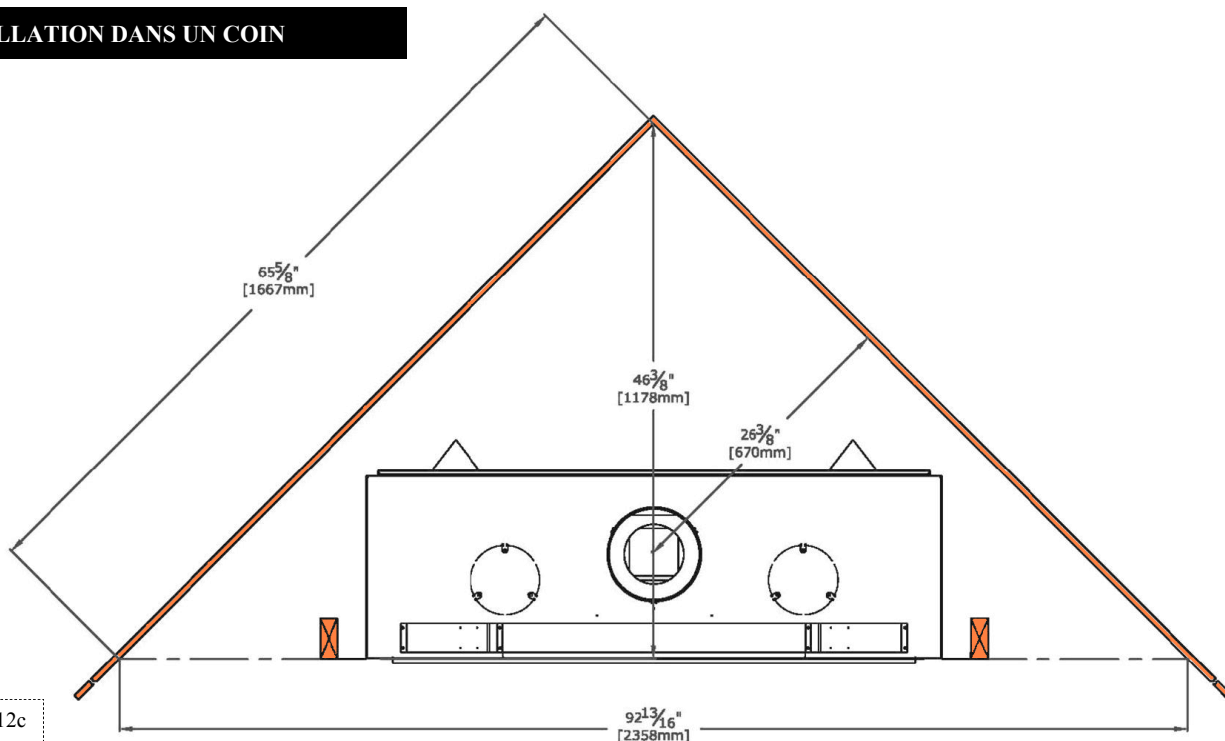 LLATION DANS UN COIN
65⅝"
[1667mm]
46⅜"
[1178mm]
26⅜"
[670mm]
12c
92¹³⁄₁₆"
[2358mm]